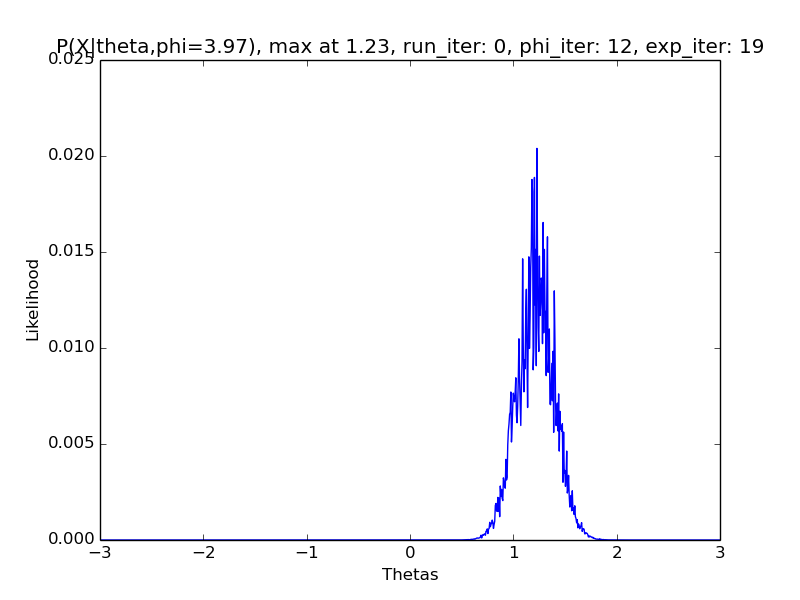 P(X|theta,phi=3.97), max at 1.23, run_iter: 0, phi_iter: 12, exp_iter: 19
0.025
0.020
0.015
0.010
0.005
0.000
Likelihood
−3 −2 −1 0 1 2 3
Thetas